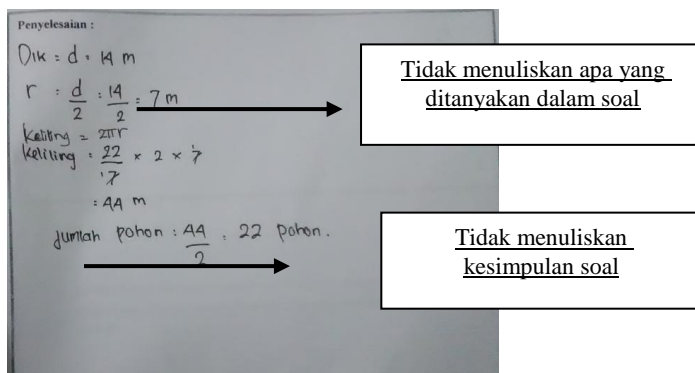 Penyelesaian :
Dik = d = 14 m
r = d/2 = 14/2 = 7 m
Keliling = 2πr
Keliling = 22/7 × 2 × 7
= 44 m
Jumlah pohon = 44/2 = 22 pohon.
Tidak menuliskan apa yang
ditanyakan dalam soal
Tidak menuliskan
kesimpulan soal